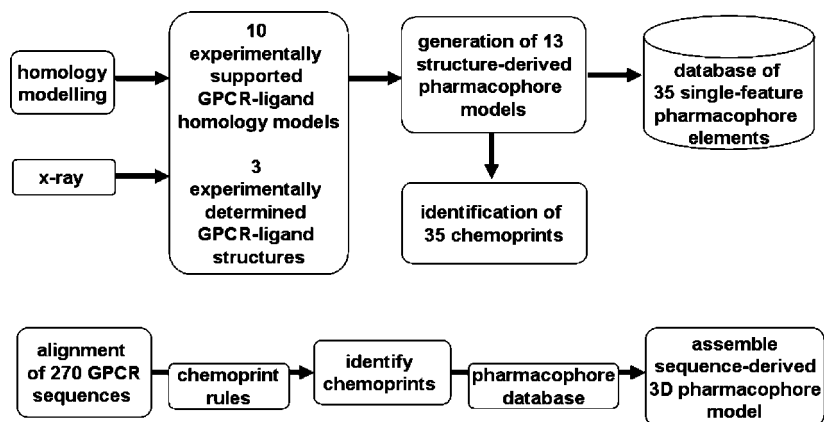 homology
modelling
x-ray
10
experimentally
supported
GPCR-ligand
homology models
3
experimentally
determined
GPCR-ligand
structures
generation of 13
structure-derived
pharmacophore
models
identification of
35 chemoprints
database of
35 single-feature
pharmacophore
elements
alignment
of 270 GPCR
sequences
chemoprint
rules
identify
chemoprints
pharmacophore
database
assemble
sequence-derived
3D pharmacophore
model